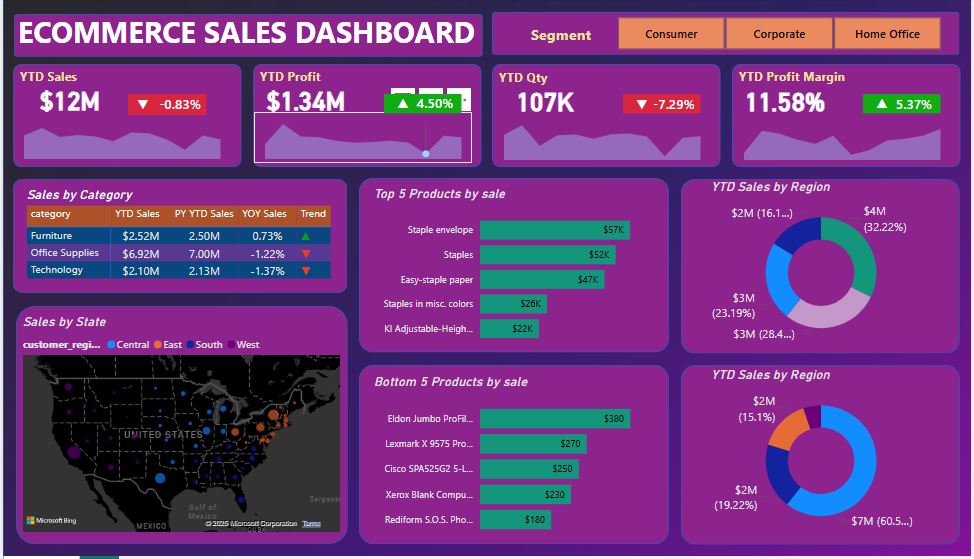 ECOMMERCE SALES DASHBOARD
Segment
Consumer
Corporate
Home Office
YTD Sales
$12M
▼ -0.83%
YTD Profit
$1.34M
▲ 4.50%
YTD Qty
107K
▼ -7.29%
YTD Profit Margin
11.58%
▲ 5.37%
Sales by Category
category YTD Sales PY YTD Sales YOY Sales Trend
Furniture $2.52M 2.50M 0.73% ▲
Office Supplies $6.92M 7.00M -1.22% ▼
Technology $2.10M 2.13M -1.37% ▼
Top 5 Products by sale
Staple envelope $57K
Staples $52K
Easy-staple paper $47K
Staples in misc. colors $26K
KI Adjustable-Heigh... $22K
YTD Sales by Region
$2M (16.1...)
$4M
(32.22%)
$3M
(23.19%)
$3M (28.4...)
Sales by State
customer_regi... Central East South West
UNITED STATES
Gulf of
Mexico
MEXICO
CUBA
Microsoft Bing
© 2025 Microsoft Corporation Terms
Bottom 5 Products by sale
Eldon Jumbo ProFil... $380
Lexmark X 9575 Pro... $270
Cisco SPA525G2 5-L... $250
Xerox Blank Compu... $230
Rediform S.O.S. Pho... $180
YTD Sales by Region
$2M
(15.1%)
$2M
(19.22%)
$7M (60.5...)